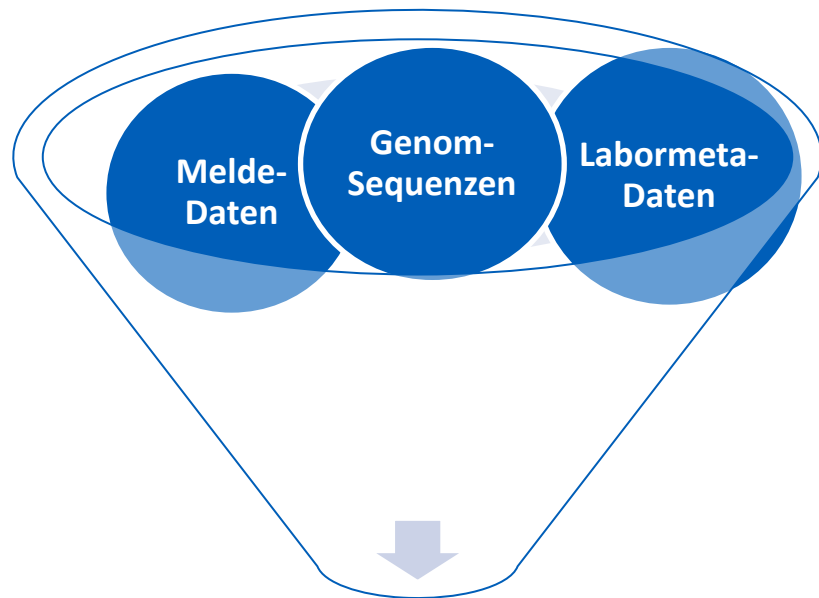 Melde-
Daten
Genom-
Sequenzen
Labormeta-
Daten